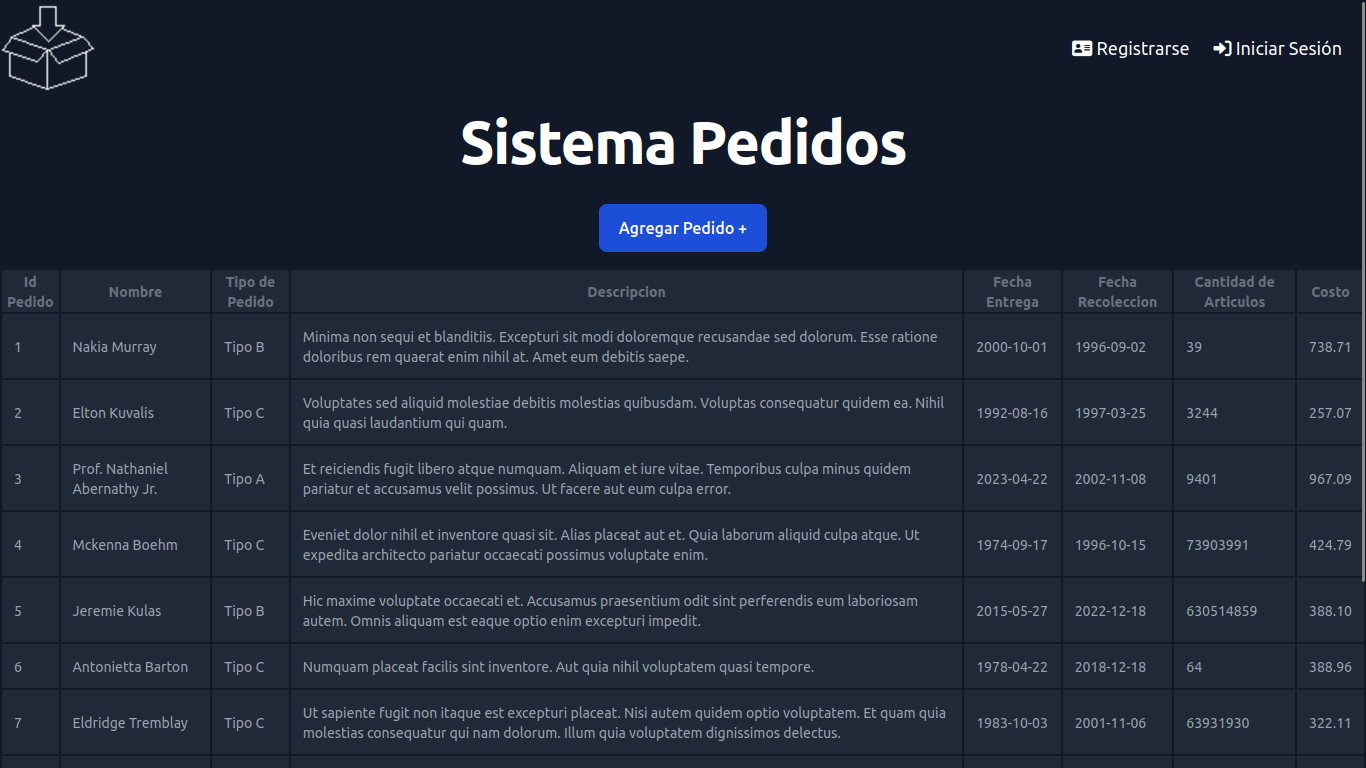 Registrarse Iniciar Sesión
Sistema Pedidos
Agregar Pedido +
Id Pedido Nombre Tipo de Pedido Descripcion Fecha Entrega Fecha Recoleccion Cantidad de Articulos Costo
1 Nakia Murray Tipo B Minima non sequi et blanditiis. Excepturi sit modi doloremque recusandae sed dolorum. Esse ratione doloribus rem quaerat enim nihil at. Amet eum debitis saepe. 2000-10-01 1996-09-02 39 738.71
2 Elton Kuvalis Tipo C Voluptates sed aliquid molestiae debitis molestias quibusdam. Voluptas consequatur quidem ea. Nihil quia quasi laudantium qui quam. 1992-08-16 1997-03-25 3244 257.07
3 Prof. Nathaniel Abernathy Jr. Tipo A Et reiciendis fugit libero atque numquam. Aliquam et iure vitae. Temporibus culpa minus quidem pariatur et accusamus velit possimus. Ut facere aut eum culpa error. 2023-04-22 2002-11-08 9401 967.09
4 Mckenna Boehm Tipo C Eveniet dolor nihil et inventore quasi sit. Alias placeat aut et. Quia laborum aliquid culpa atque. Ut expedita architecto pariatur occaecati possimus voluptate enim. 1974-09-17 1996-10-15 73903991 424.79
5 Jeremie Kulas Tipo B Hic maxime voluptate occaecati et. Accusamus praesentium odit sint perferendis eum laboriosam autem. Omnis aliquam est eaque optio enim excepturi impedit. 2015-05-27 2022-12-18 630514859 388.10
6 Antonietta Barton Tipo C Numquam placeat facilis sint inventore. Aut quia nihil voluptatem quasi tempore. 1978-04-22 2018-12-18 64 388.96
7 Eldridge Tremblay Tipo C Ut sapiente fugit non itaque est excepturi placeat. Nisi autem quidem optio voluptatem. Et quam quia molestias consequatur qui nam dolorum. Illum quia voluptatem dignissimos delectus. 1983-10-03 2001-11-06 63931930 322.11